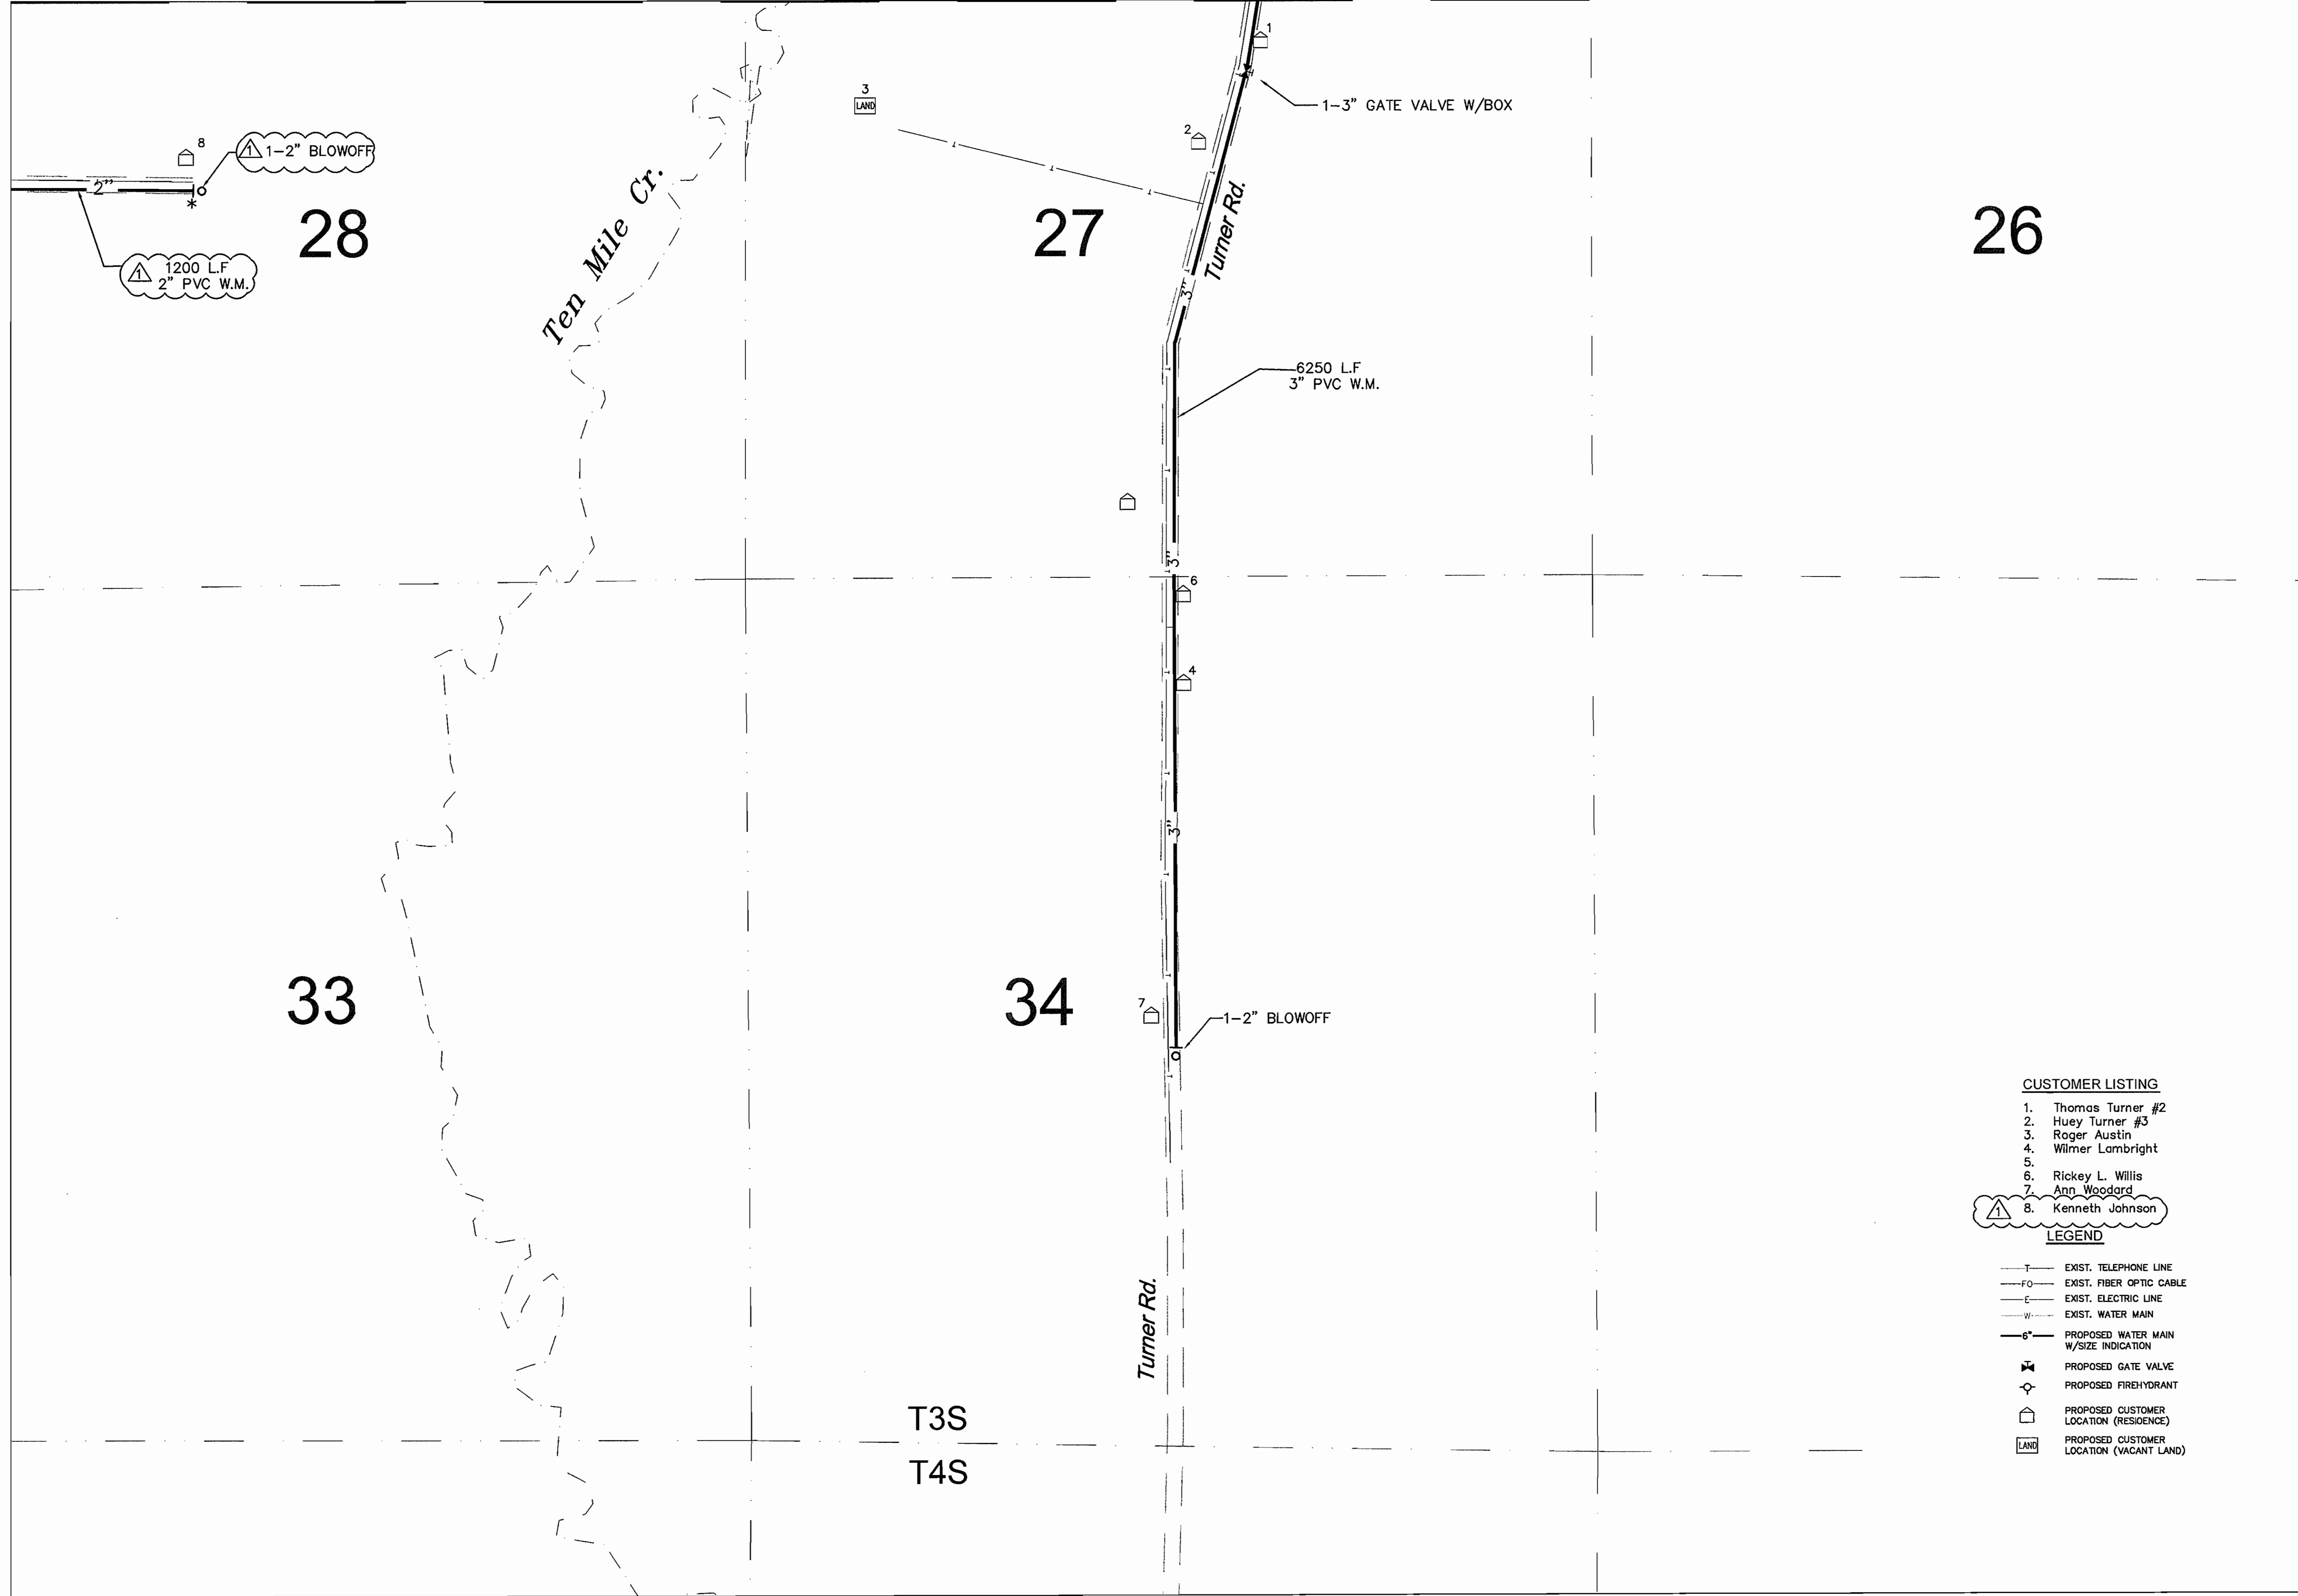 1
1-3" GATE VALVE W/BOX
3
LAND
2
8
1 1-2" BLOWOFF
2"
28
27
26
Turner Rd.
Ten Mile Cr.
1 1200 L.F
2" PVC W.M.
3"
6250 L.F
3" PVC W.M.
3"
6
4
3"
33
34
7
1-2" BLOWOFF
Turner Rd.
T3S
T4S
CUSTOMER LISTING
1. Thomas Turner #2
2. Huey Turner #3
3. Roger Austin
4. Wilmer Lambright
5.
6. Rickey L. Willis
7. Ann Woodard
1 8. Kenneth Johnson
LEGEND
T EXIST. TELEPHONE LINE
FO EXIST. FIBER OPTIC CABLE
E EXIST. ELECTRIC LINE
W EXIST. WATER MAIN
6" PROPOSED WATER MAIN
W/SIZE INDICATION
PROPOSED GATE VALVE
PROPOSED FIREHYDRANT
PROPOSED CUSTOMER
LOCATION (RESIDENCE)
LAND PROPOSED CUSTOMER
LOCATION (VACANT LAND)